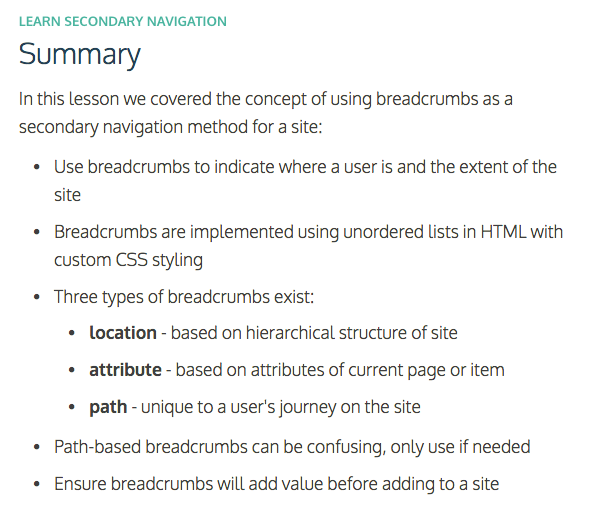 LEARN SECONDARY NAVIGATION
Summary
In this lesson we covered the concept of using breadcrumbs as a
secondary navigation method for a site:
• Use breadcrumbs to indicate where a user is and the extent of the
site
• Breadcrumbs are implemented using unordered lists in HTML with
custom CSS styling
• Three types of breadcrumbs exist:
• location - based on hierarchical structure of site
• attribute - based on attributes of current page or item
• path - unique to a user's journey on the site
• Path-based breadcrumbs can be confusing, only use if needed
• Ensure breadcrumbs will add value before adding to a site